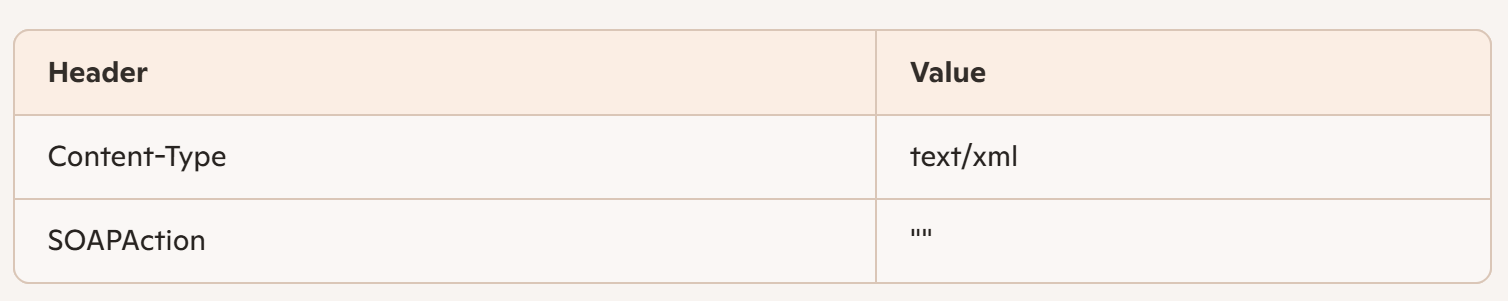 Header Value
Content-Type text/xml
SOAPAction ""